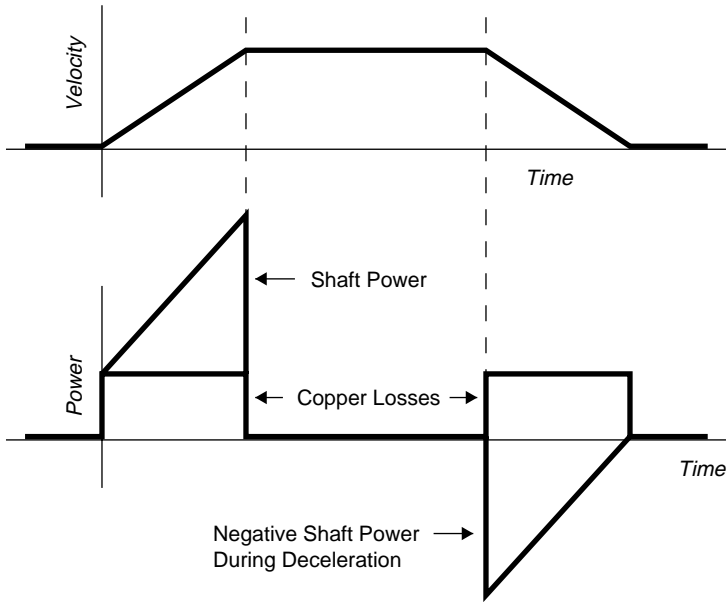 Velocity
Time
Shaft Power
Power
Copper Losses
Time
Negative Shaft Power
During Deceleration